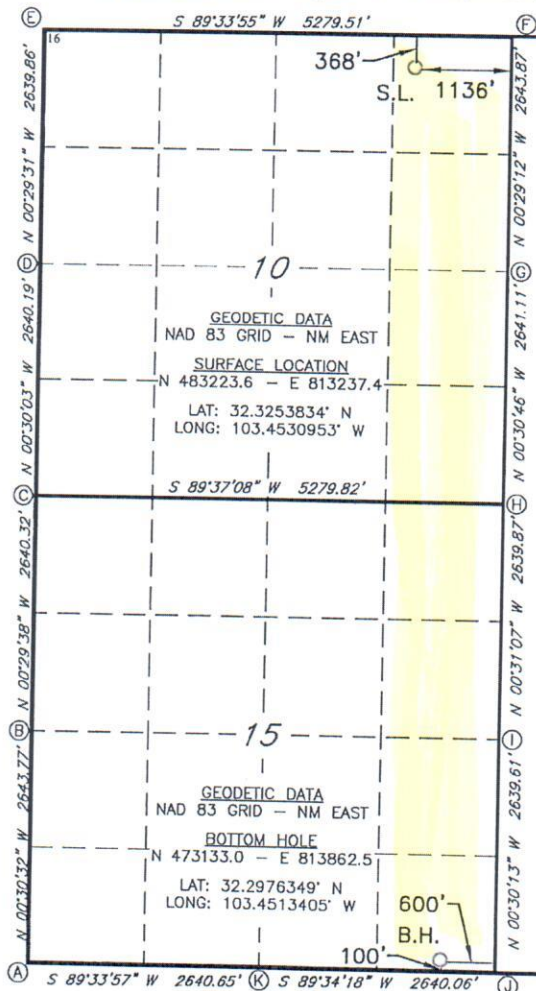 S 89°33'55" W 5279.51'
E
F
16
368'
S.L.
1136'
N 00°29'31" W 2639.86'
N 00°29'12" W 2643.87'
D
10
G
GEODETIC DATA
NAD 83 GRID – NM EAST
SURFACE LOCATION
N 483223.6 – E 813237.4
LAT: 32.3253834° N
LONG: 103.4530953° W
N 00°30'03" W 2640.19'
N 00°30'46" W 2641.11'
C
S 89°37'08" W 5279.82'
H
N 00°29'38" W 2640.32'
N 00°31'07" W 2639.87'
B
15
I
GEODETIC DATA
NAD 83 GRID – NM EAST
BOTTOM HOLE
N 473133.0 – E 813862.5
LAT: 32.2976349° N
LONG: 103.4513405° W
N 00°30'32" W 2643.77'
N 00°30'13" W 2639.61'
600'
B.H.
100'
A
S 89°33'57" W 2640.65'
K
S 89°34'18" W 2640.06'
J